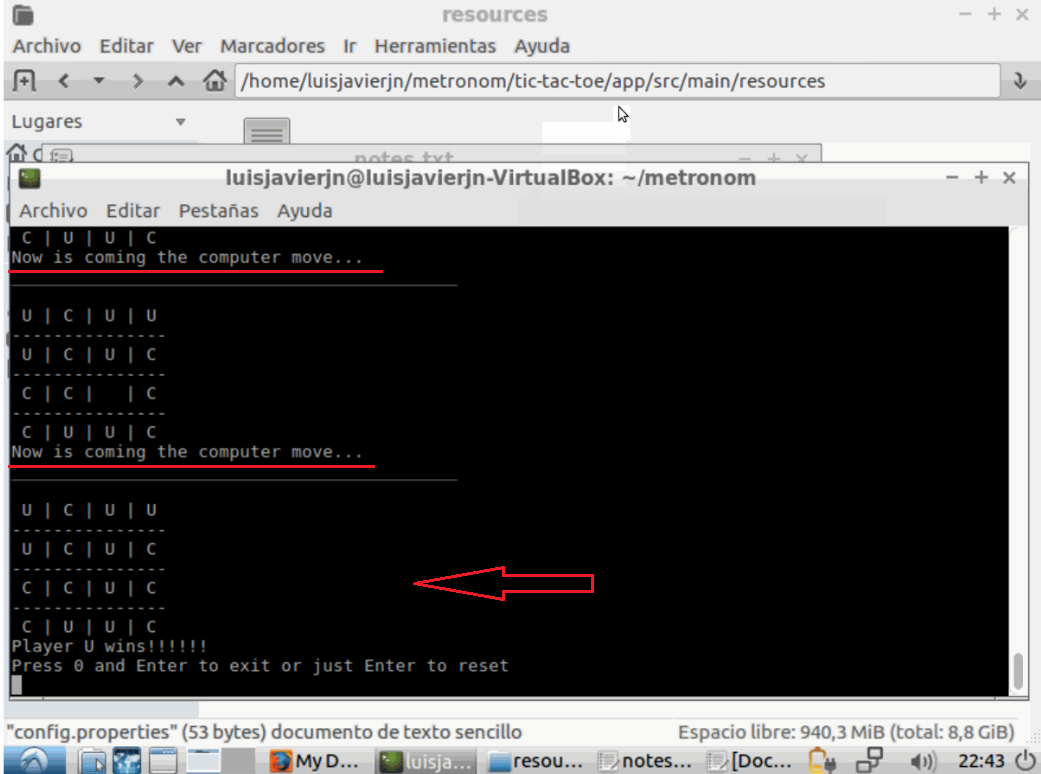 resources
Archivo Editar Ver Marcadores Ir Herramientas Ayuda
/home/luisjavierjn/metronom/tic-tac-toe/app/src/main/resources
Lugares
notes.txt
luisjavierjn@luisjavierjn-VirtualBox: ~/metronom
Archivo Editar Pestañas Ayuda
C | U | U | C
Now is coming the computer move...
U | C | U | U
---------------
U | C | U | C
---------------
C | C |   | C
---------------
C | U | U | C
Now is coming the computer move...
U | C | U | U
---------------
U | C | U | C
---------------
C | C | U | C
---------------
C | U | U | C
Player U wins!!!!!!
Press 0 and Enter to exit or just Enter to reset
"config.properties" (53 bytes) documento de texto sencillo Espacio libre: 940,3 MiB (total: 8,8 GiB)
My D... luisja... resou... notes... [Doc... 22:43